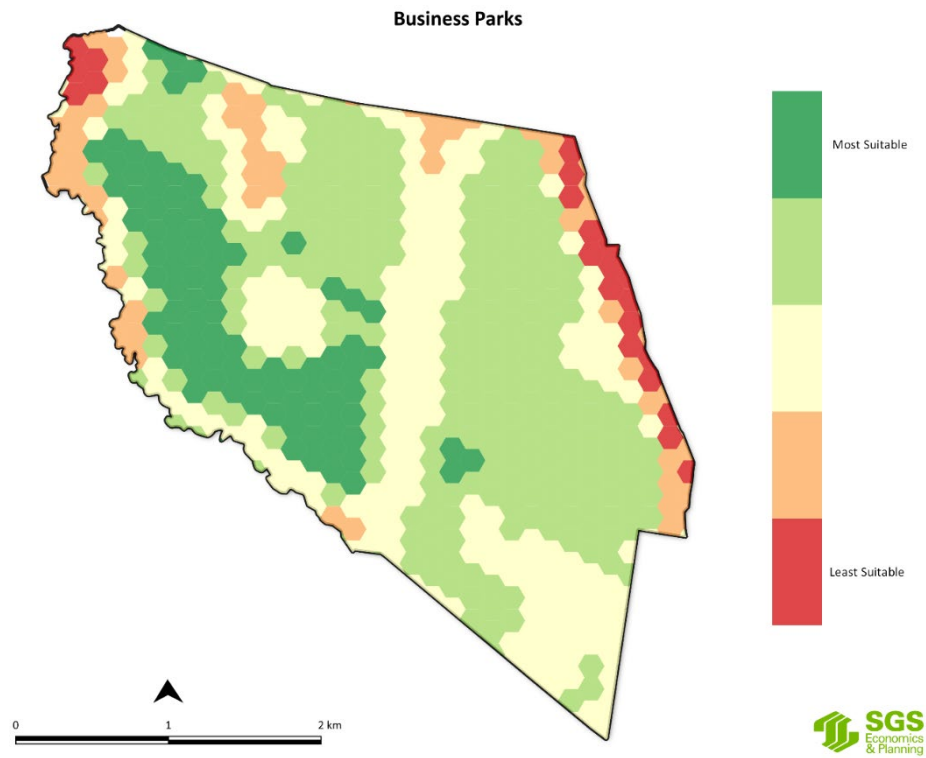 Business Parks
Most Suitable
Least Suitable
0 1 2 km
SGS
Economics
& Planning